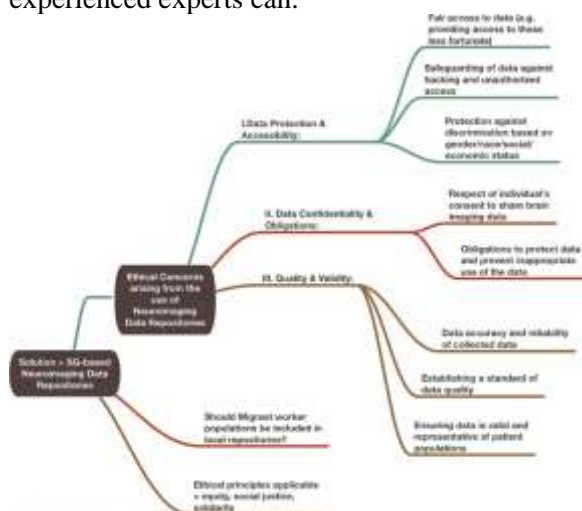 experienced experts can.
Fair access to data (e.g.
providing access to those
less fortunate)
Safeguarding of data against
hacking and unauthorized
access
I.Data Protection &
Accessibility:
Protection against
discrimination based on
gender/race/social/
economic status
Respect of individual's
consent to share brain
imaging data
II. Data Confidentiality &
Obligations:
Obligations to protect data
and prevent inappropriate
use of the data
Ethical Concerns
arising from the
use of
Neuroimaging
Data Repositories
III. Quality & Validity:
Data accuracy and reliability
of collected data
Establishing a standard of
data quality
Ensuring data is valid and
representative of patient
populations
Solution = SG-based
Neuroimaging Data
Repositories
Should Migrant worker
populations be included in
local repositories?
Ethical principles applicable
= equity, social justice,
solidarity